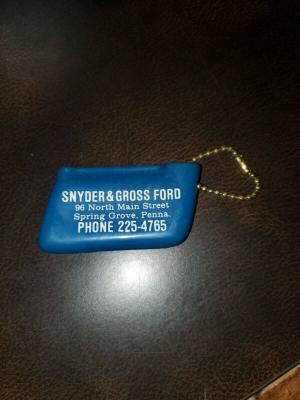 SNYDER & GROSS FORD
96 North Main Street
Spring Grove, Penna.
PHONE 225-4765